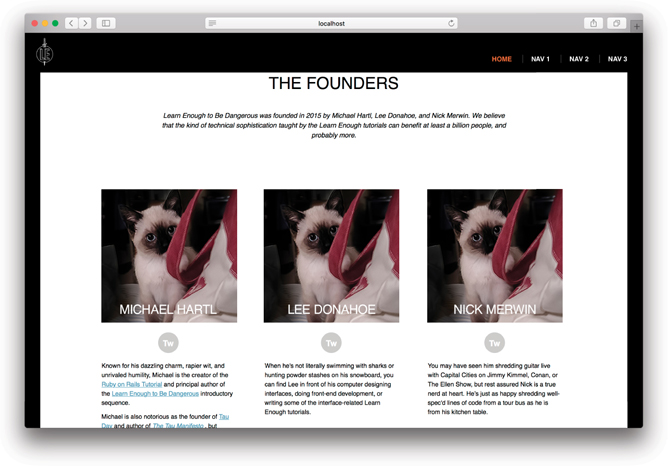 localhost
HOME
NAV 1
NAV 2
NAV 3
THE FOUNDERS
Learn Enough to Be Dangerous was founded in 2015 by Michael Hartl, Lee Donahoe, and Nick Merwin. We believe
that the kind of technical sophistication taught by the Learn Enough tutorials can benefit at least a billion people, and
probably more.
MICHAEL HARTL
Tw
Known for his dazzling charm, rapier wit, and
unrivaled humility, Michael is the creator of the
Ruby on Rails Tutorial and principal author of
the Learn Enough to Be Dangerous introductory
sequence.
Michael is also notorious as the founder of Tau
Day and author of The Tau Manifesto , but
LEE DONAHOE
Tw
When he's not literally swimming with sharks or
hunting powder stashes on his snowboard, you
can find Lee in front of his computer designing
interfaces, doing front-end development, or
writing some of the interface-related Learn
Enough tutorials.
NICK MERWIN
Tw
You may have seen him shredding guitar live
with Capital Cities on Jimmy Kimmel, Conan, or
The Ellen Show, but rest assured Nick is a true
nerd at heart. He's just as happy shredding well-
spec'd lines of code from a tour bus as he is
from his kitchen table.